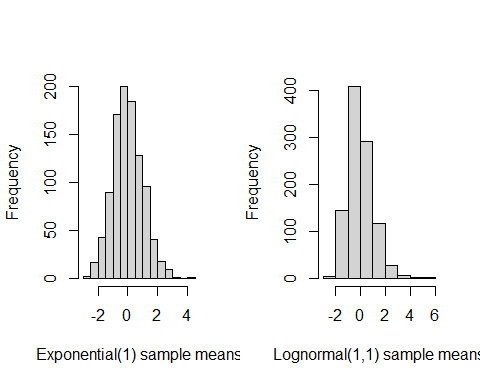 Frequency
0 50 100 150 200
-2 0 2 4
Exponential(1) sample means
Frequency
0 100 200 300 400
-2 0 2 4 6
Lognormal(1,1) sample means